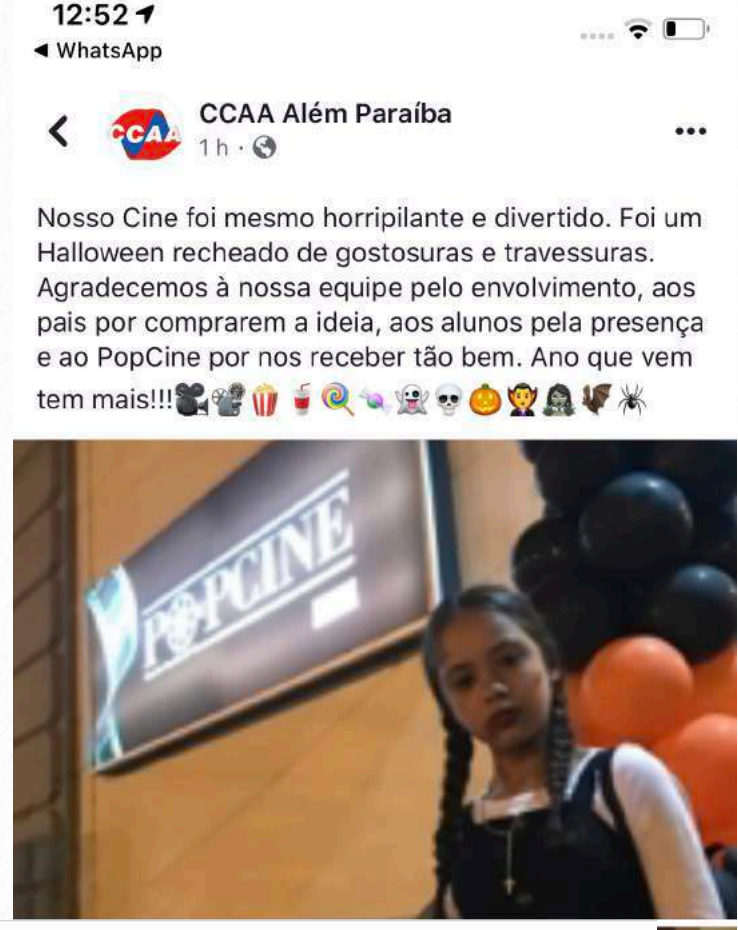 12:52
WhatsApp
CCAA
CCAA Além Paraíba
1 h ·
Nosso Cine foi mesmo horripilante e divertido. Foi um
Halloween recheado de gostosuras e travessuras.
Agradecemos à nossa equipe pelo envolvimento, aos
pais por comprarem a ideia, aos alunos pela presença
e ao PopCine por nos receber tão bem. Ano que vem
tem mais!!!🎥📽️🍿🥤🍭🍬👻💀🎃🧛🧟‍♀️🦇🕷️
POPCINE